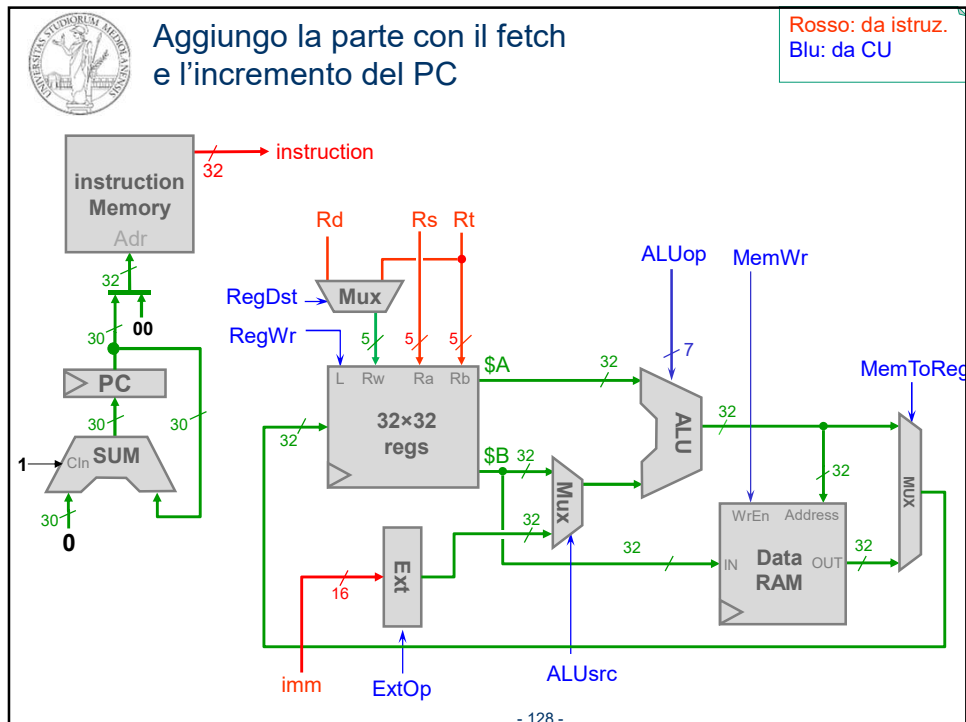 Aggiungo la parte con il fetch
e l'incremento del PC
Rosso: da istruz.
Blu: da CU
UNIVERSITAS STUDIORUM MEDIOLANENSIS
instruction
32
instruction
Memory
Adr
32
00
30
PC
30
30
1
CIn
SUM
30
0
Rd
Rs
Rt
ALUop
MemWr
RegDst
Mux
RegWr
5
5
5
7
MemToReg
L
Rw
Ra
Rb
$A
32
32×32
regs
32
ALU
32
$B
32
Mux
32
32
MUX
WrEn
Address
32
IN
Data
RAM
OUT
32
Ext
16
imm
ExtOp
ALUsrc
- 128 -